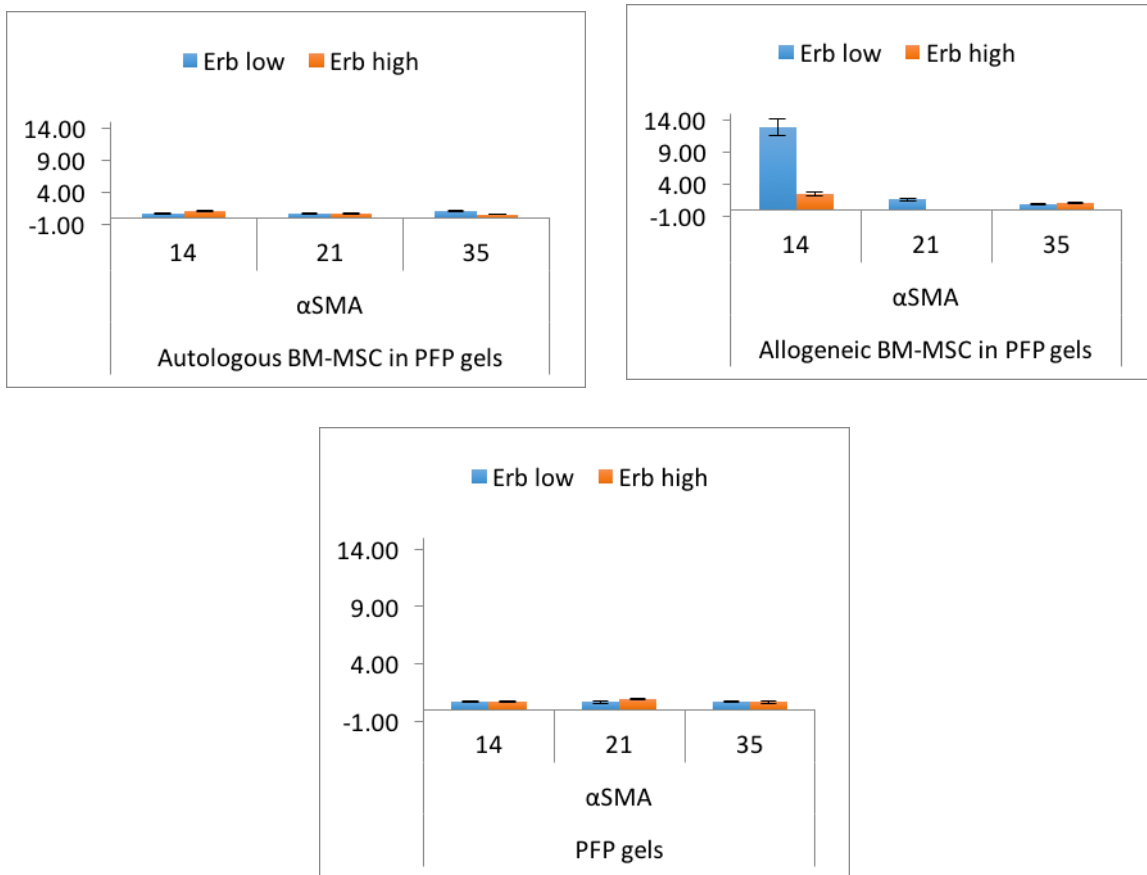 Erb low Erb high
14.00
9.00
4.00
-1.00
14 21 35
αSMA
Autologous BM-MSC in PFP gels
Erb low Erb high
14.00
9.00
4.00
-1.00
14 21 35
αSMA
Allogeneic BM-MSC in PFP gels
Erb low Erb high
14.00
9.00
4.00
-1.00
14 21 35
αSMA
PFP gels